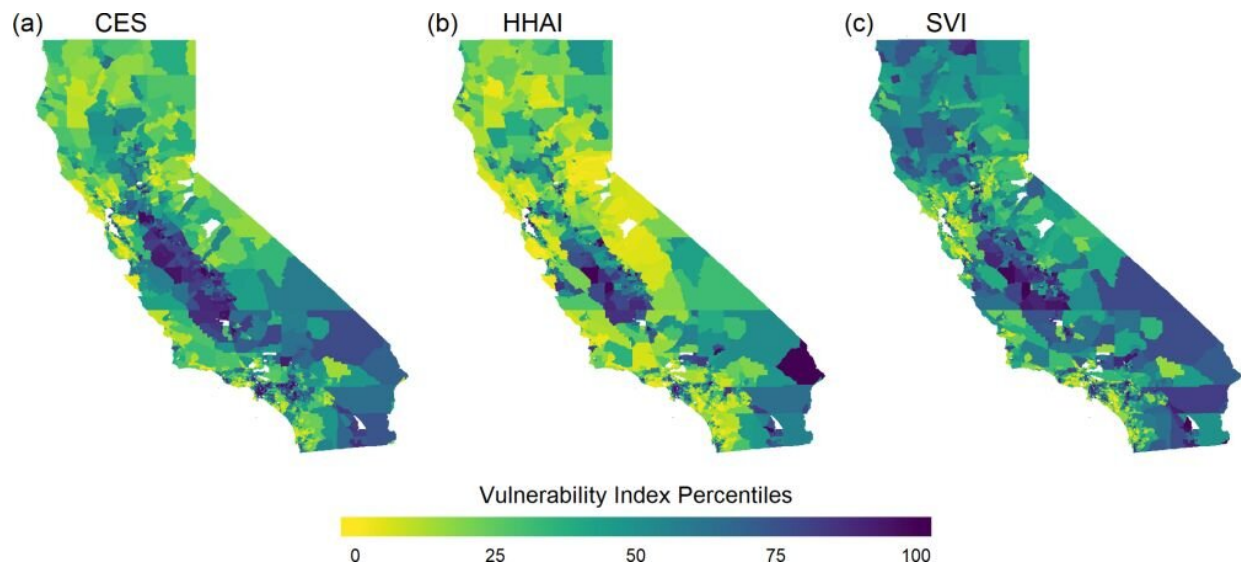 (a) CES
(b) HHAI
(c) SVI
Vulnerability Index Percentiles
0 25 50 75 100